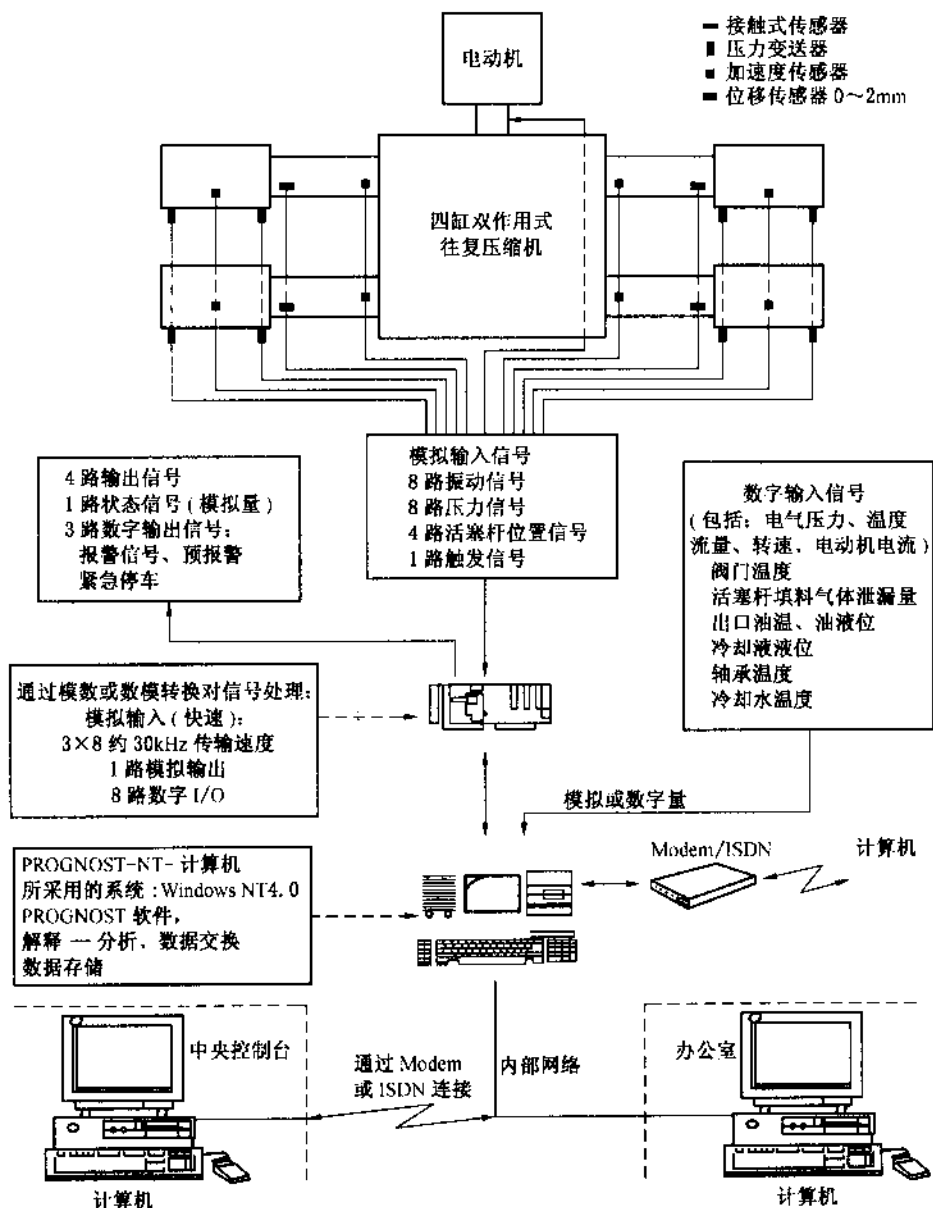 电动机
接触式传感器
压力变送器
加速度传感器
位移传感器 0～2mm
四缸双作用式
往复压缩机
4 路输出信号
1 路状态信号 ( 模拟量 )
3 路数字输出信号：
报警信号、预报警
紧急停车
模拟输入信号
8 路振动信号
8 路压力信号
4 路活塞杆位置信号
1 路触发信号
数字输入信号
( 包括：电气压力、温度
流量、转速、电动机电流 )
阀门温度
活塞杆填料气体泄漏量
出口油温、油液位
冷却液液位
轴承温度
冷却水温度
通过模数或数模转换对信号处理：
模拟输入 ( 快速 )：
3×8 约 30kHz 传输速度
1 路模拟输出
8 路数字 I/O
模拟或数字量
PROGNOST-NT- 计算机
所采用的系统：Windows NT4.0
PROGNOST 软件，
解释 一 分析、数据交换
数据存储
Modem/ISDN
计算机
中央控制台
通过 Modem
或 ISDN 连接
内部网络
办公室
计算机
计算机